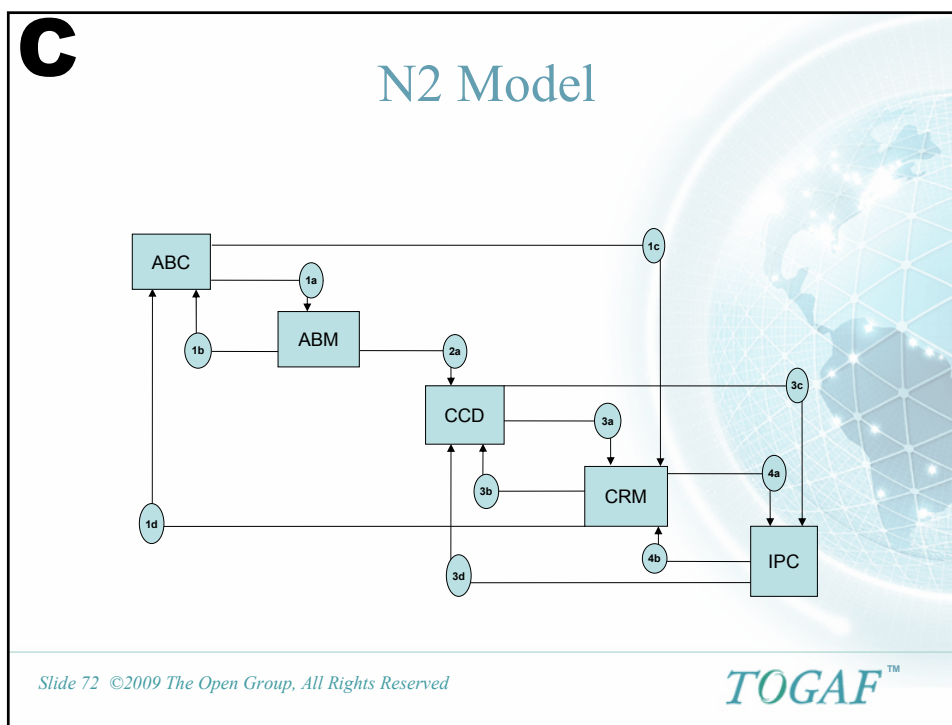 C
N2 Model
ABC
1c
1a
ABM
1b
2a
3c
CCD
3a
4a
3b
CRM
1d
4b
IPC
3d
Slide 72 ©2009 The Open Group, All Rights Reserved
TOGAF™